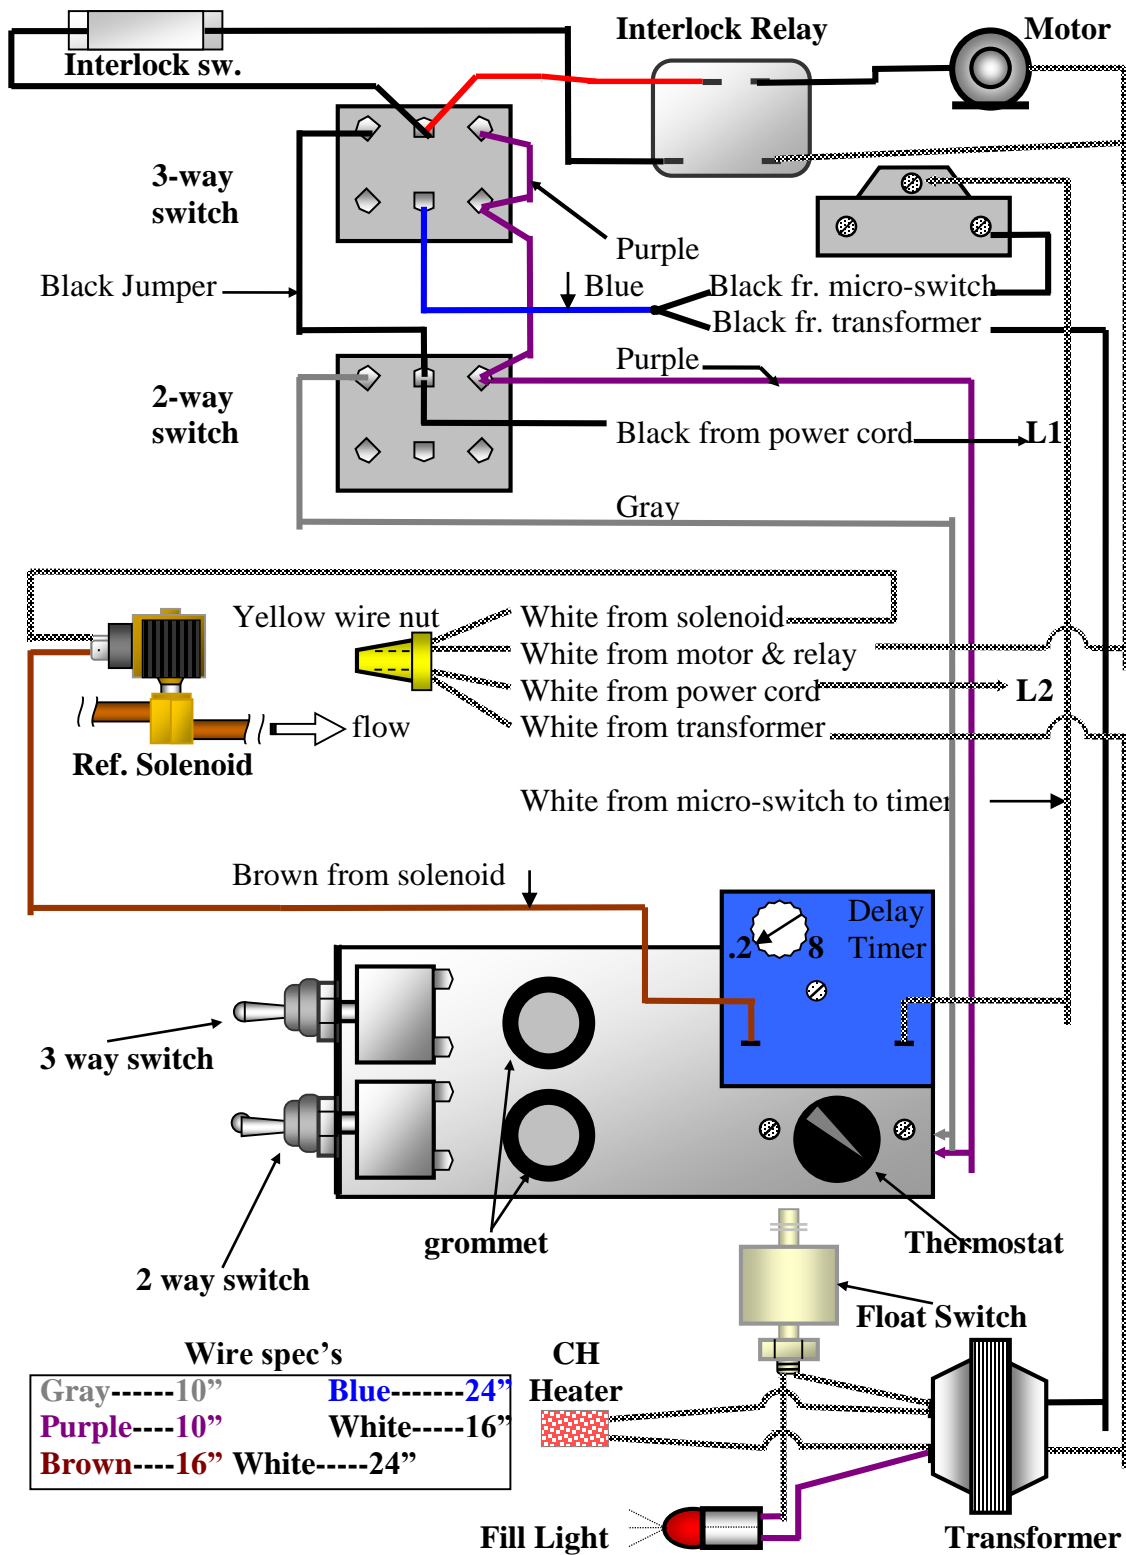 Interlock Relay
Motor
Interlock sw.
3-way
switch
Purple
Black Jumper
Blue
Black fr. micro-switch
Black fr. transformer
Purple
2-way
switch
Black from power cord
L1
Gray
Yellow wire nut
White from solenoid
White from motor & relay
White from power cord
L2
White from transformer
flow
Ref. Solenoid
White from micro-switch to timer
Brown from solenoid
Delay
Timer
.2
8
3 way switch
grommet
Thermostat
2 way switch
Float Switch
Wire spec's
CH
Heater
Gray------10” Blue-------24”
Purple----10” White----16”
Brown----16” White-----24”
Fill Light
Transformer